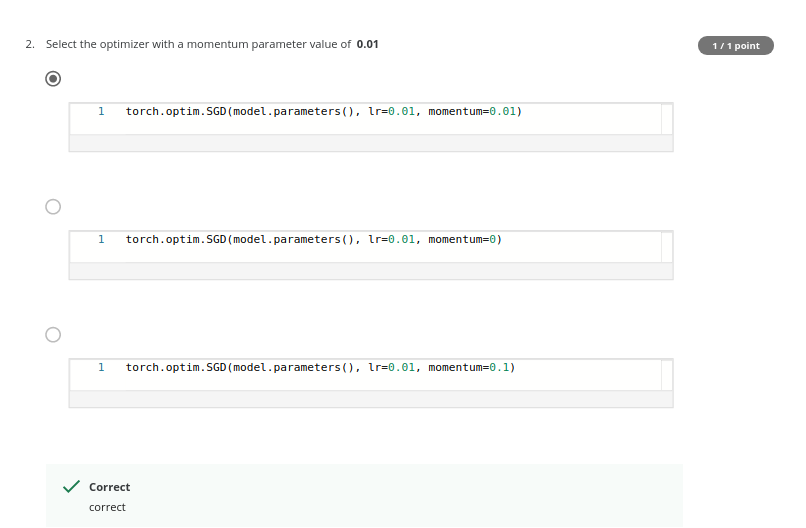 2. Select the optimizer with a momentum parameter value of 0.01
1 / 1 point
1 torch.optim.SGD(model.parameters(), lr=0.01, momentum=0.01)
1 torch.optim.SGD(model.parameters(), lr=0.01, momentum=0)
1 torch.optim.SGD(model.parameters(), lr=0.01, momentum=0.1)
Correct
correct